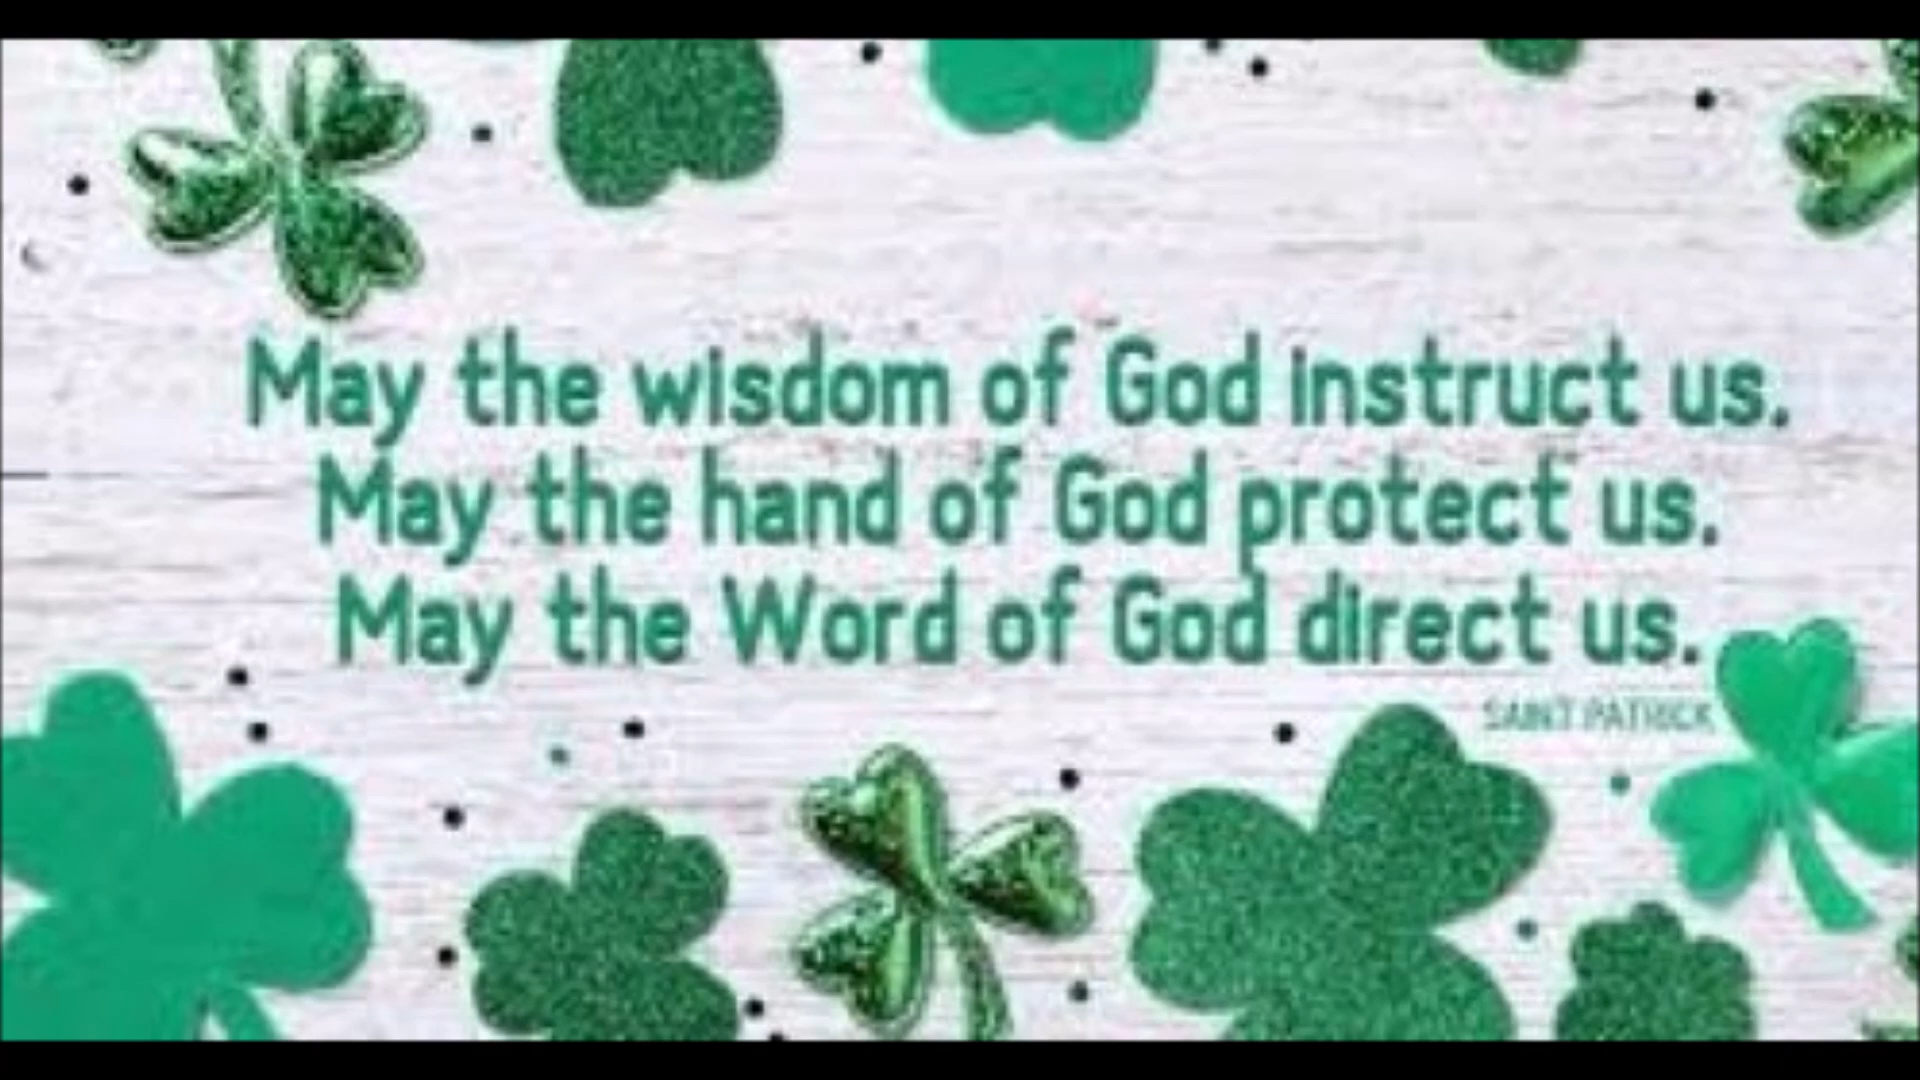 May the wisdom of God instruct us.
May the hand of God protect us.
May the Word of God direct us.
SAINT PATRICK